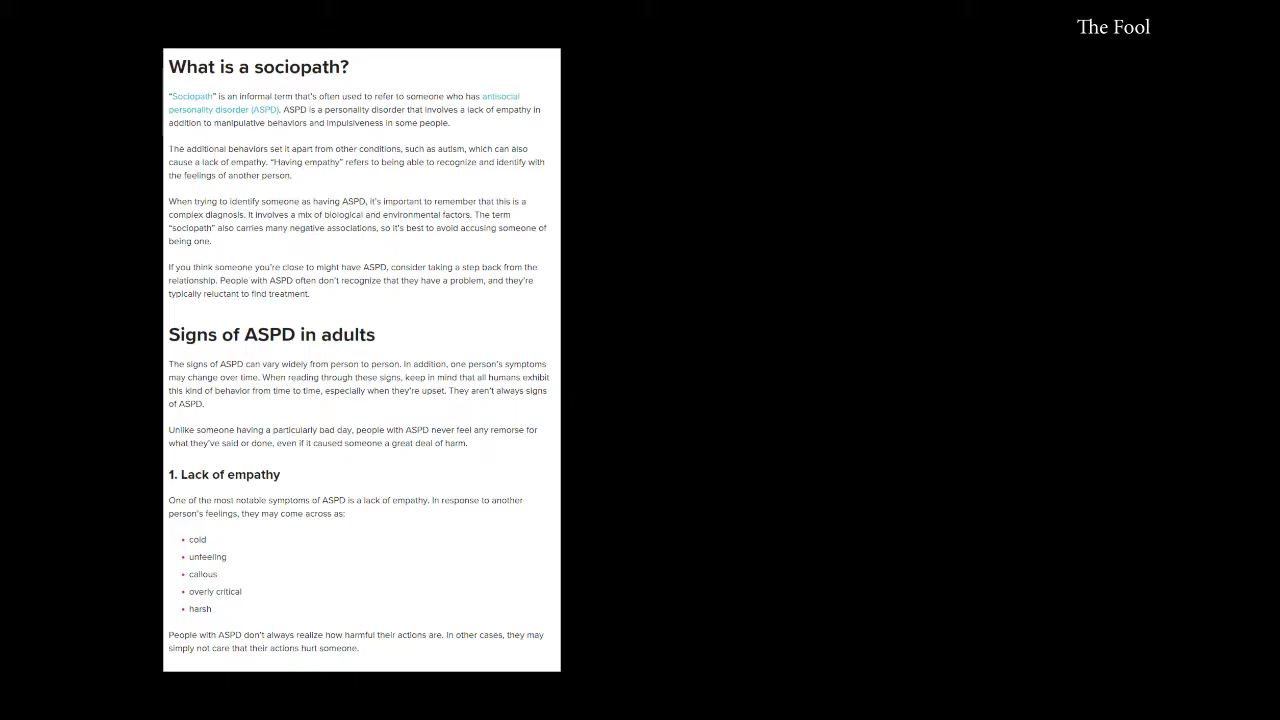 The Fool
What is a sociopath?
“Sociopath” is an informal term that’s often used to refer to someone who has antisocial
personality disorder (ASPD). ASPD is a personality disorder that involves a lack of empathy in
addition to manipulative behaviors and impulsiveness in some people.
The additional behaviors set it apart from other conditions, such as autism, which can also
cause a lack of empathy. “Having empathy” refers to being able to recognize and identify with
the feelings of another person.
When trying to identify someone as having ASPD, it’s important to remember that this is a
complex diagnosis. It involves a mix of biological and environmental factors. The term
“sociopath” also carries many negative associations, so it’s best to avoid accusing someone of
being one.
If you think someone you’re close to might have ASPD, consider taking a step back from the
relationship. People with ASPD often don’t recognize that they have a problem, and they’re
typically reluctant to find treatment.
Signs of ASPD in adults
The signs of ASPD can vary widely from person to person. In addition, one person’s symptoms
may change over time. When reading through these signs, keep in mind that all humans exhibit
this kind of behavior from time to time, especially when they’re upset. They aren’t always signs
of ASPD.
Unlike someone having a particularly bad day, people with ASPD never feel any remorse for
what they’ve said or done, even if it caused someone a great deal of harm.
1. Lack of empathy
One of the most notable symptoms of ASPD is a lack of empathy. In response to another
person’s feelings, they may come across as:
• cold
• unfeeling
• callous
• overly critical
• harsh
People with ASPD don’t always realize how harmful their actions are. In other cases, they may
simply not care that their actions hurt someone.